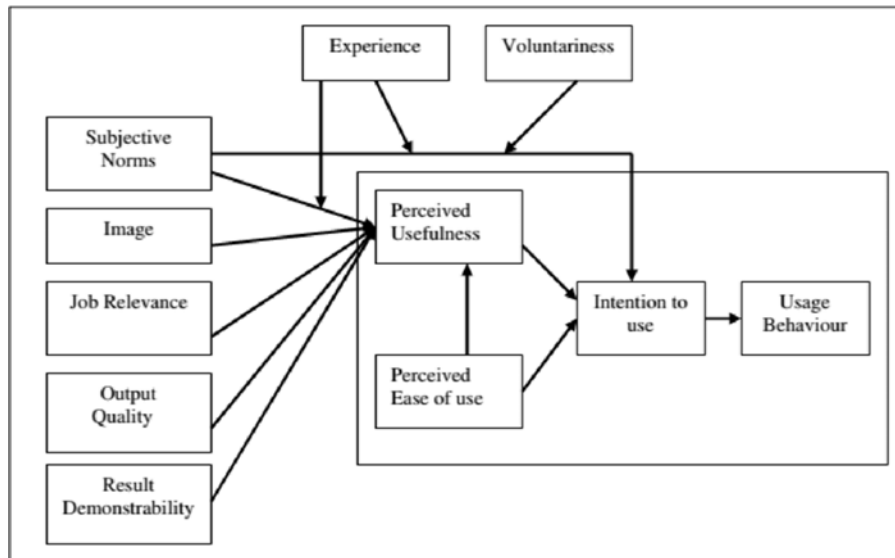 Experience
Voluntariness
Subjective
Norms
Image
Job Relevance
Output
Quality
Result
Demonstrability
Perceived
Usefulness
Perceived
Ease of use
Intention to
use
Usage
Behaviour